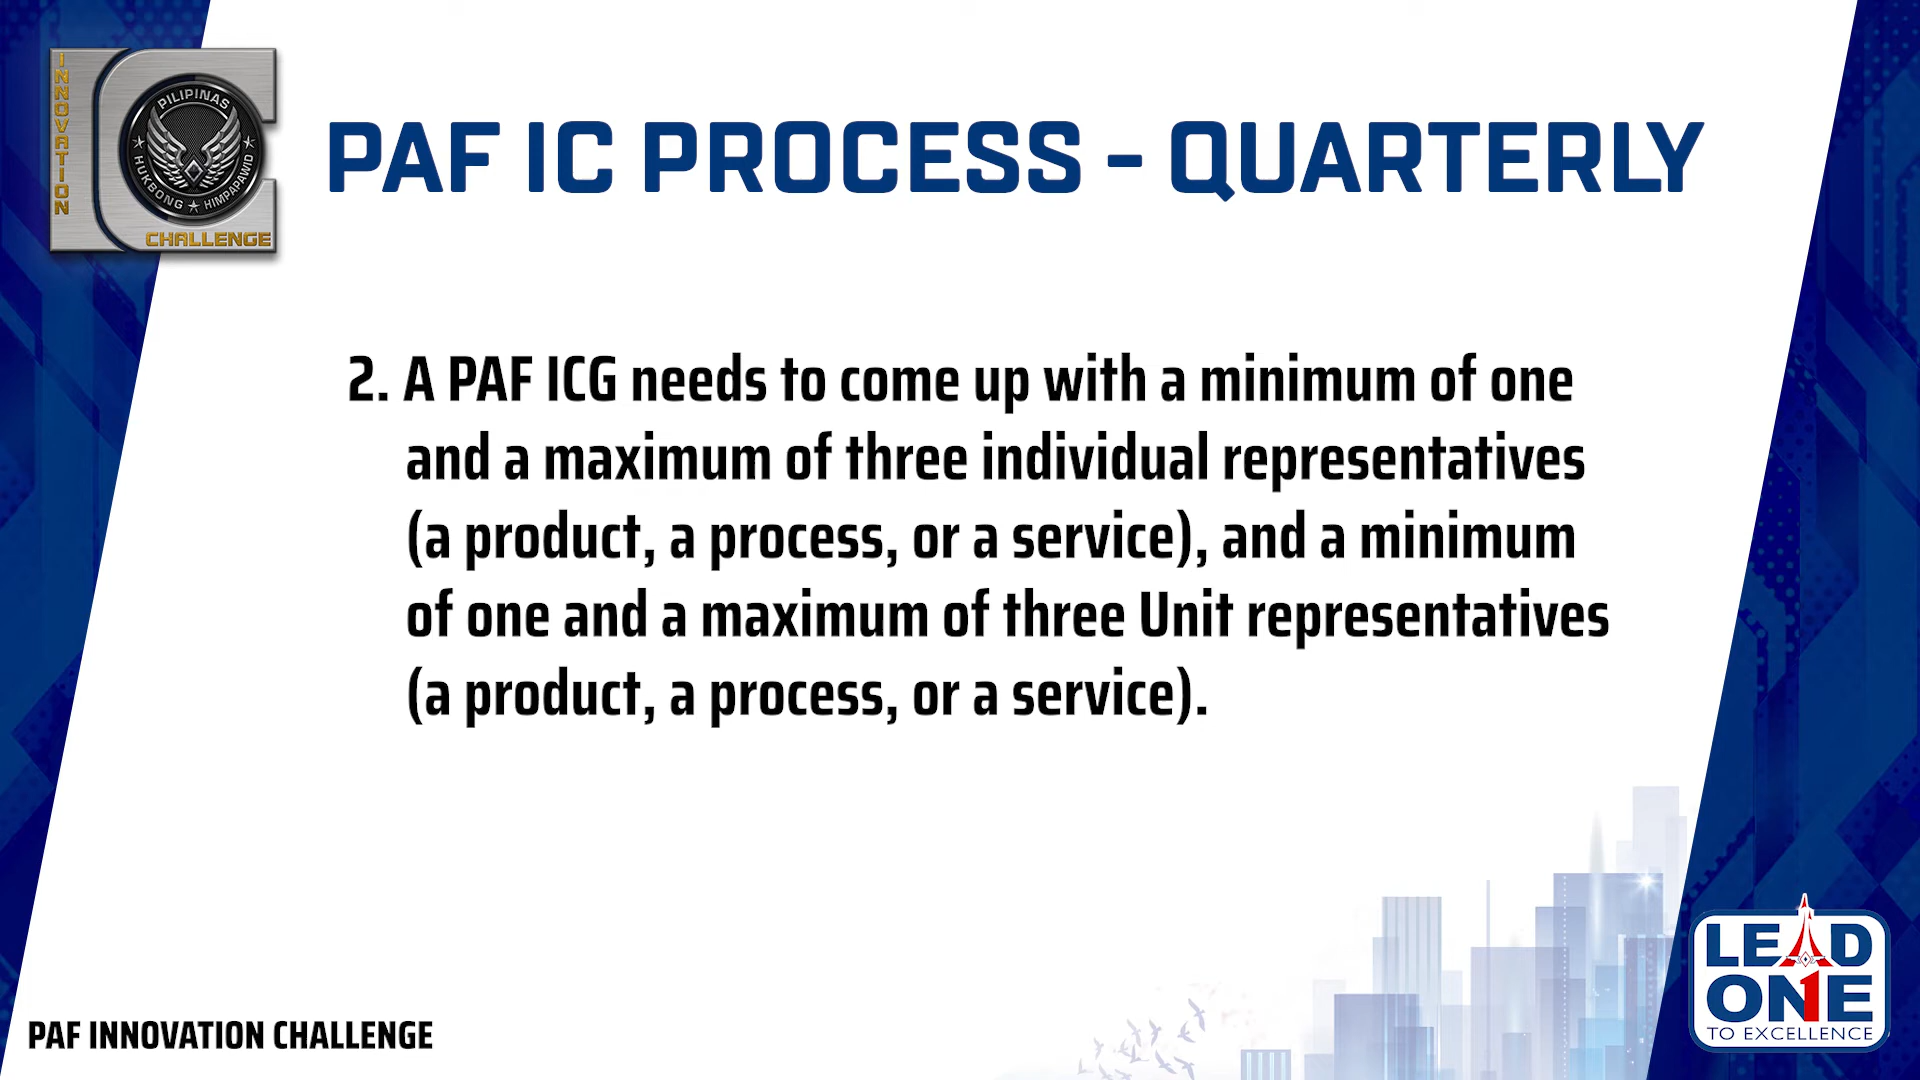 INNOVATION
PILIPINAS
HUKBONG HIMPAPAWID
CHALLENGE
PAF IC PROCESS - QUARTERLY
2. A PAF ICG needs to come up with a minimum of one
and a maximum of three individual representatives
(a product, a process, or a service), and a minimum
of one and a maximum of three Unit representatives
(a product, a process, or a service).
PAF INNOVATION CHALLENGE
LEAD
ONE
TO EXCELLENCE